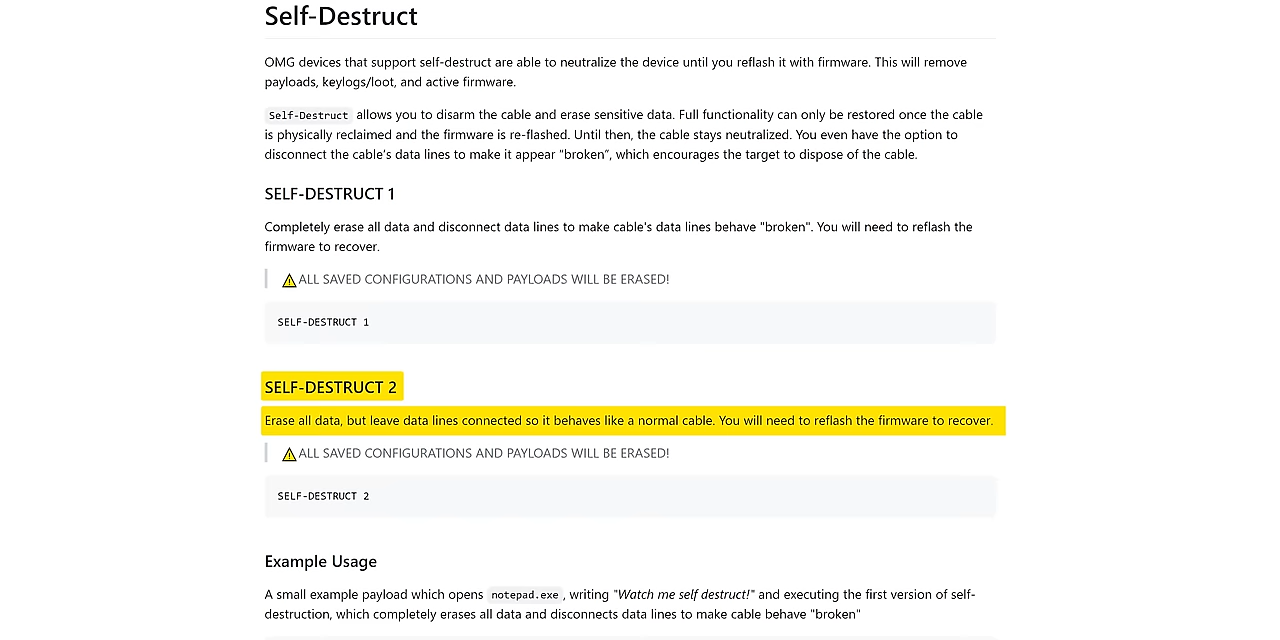 Self-Destruct
OMG devices that support self-destruct are able to neutralize the device until you reflash it with firmware. This will remove
payloads, keylogs/loot, and active firmware.
Self-Destruct allows you to disarm the cable and erase sensitive data. Full functionality can only be restored once the cable
is physically reclaimed and the firmware is re-flashed. Until then, the cable stays neutralized. You even have the option to
disconnect the cable's data lines to make it appear "broken", which encourages the target to dispose of the cable.
SELF-DESTRUCT 1
Completely erase all data and disconnect data lines to make cable's data lines behave "broken". You will need to reflash the
firmware to recover.
⚠ALL SAVED CONFIGURATIONS AND PAYLOADS WILL BE ERASED!
SELF-DESTRUCT 1
SELF-DESTRUCT 2
Erase all data, but leave data lines connected so it behaves like a normal cable. You will need to reflash the firmware to recover.
⚠ALL SAVED CONFIGURATIONS AND PAYLOADS WILL BE ERASED!
SELF-DESTRUCT 2
Example Usage
A small example payload which opens notepad.exe, writing "Watch me self destruct!" and executing the first version of self-
destruction, which completely erases all data and disconnects data lines to make cable behave "broken"